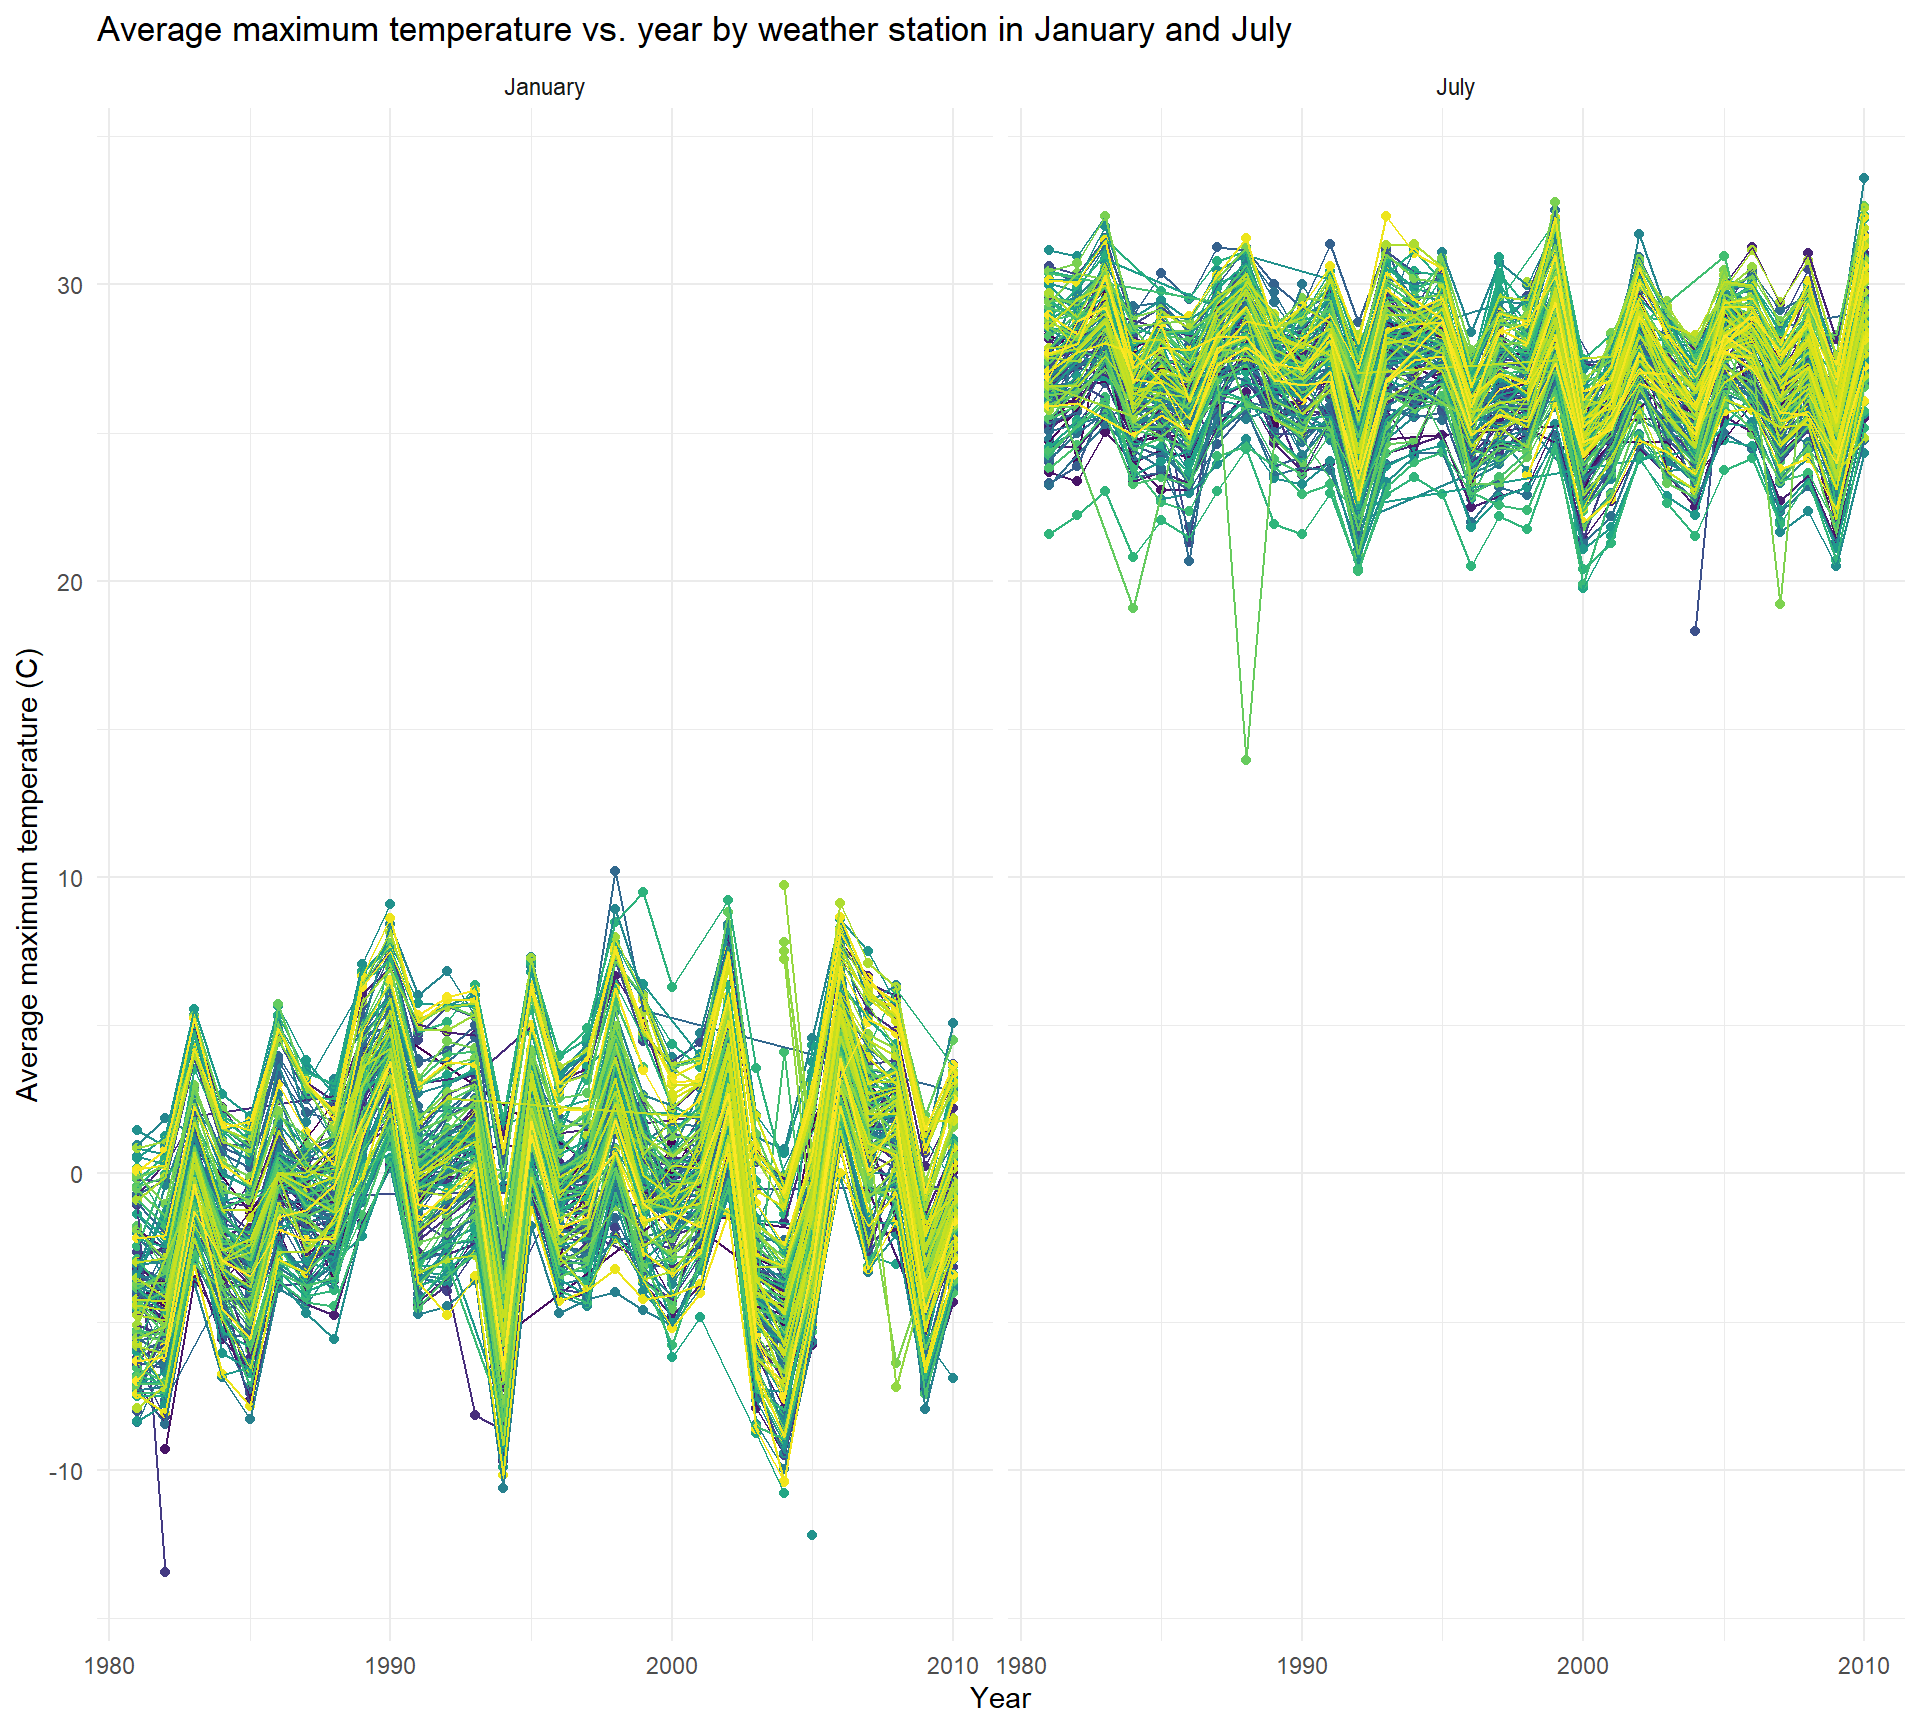 Average maximum temperature vs. year by weather station in January and July
January
July
Average maximum temperature (C)
30
20
10
0
-10
1980
1990
2000
2010
1980
1990
2000
2010
Year